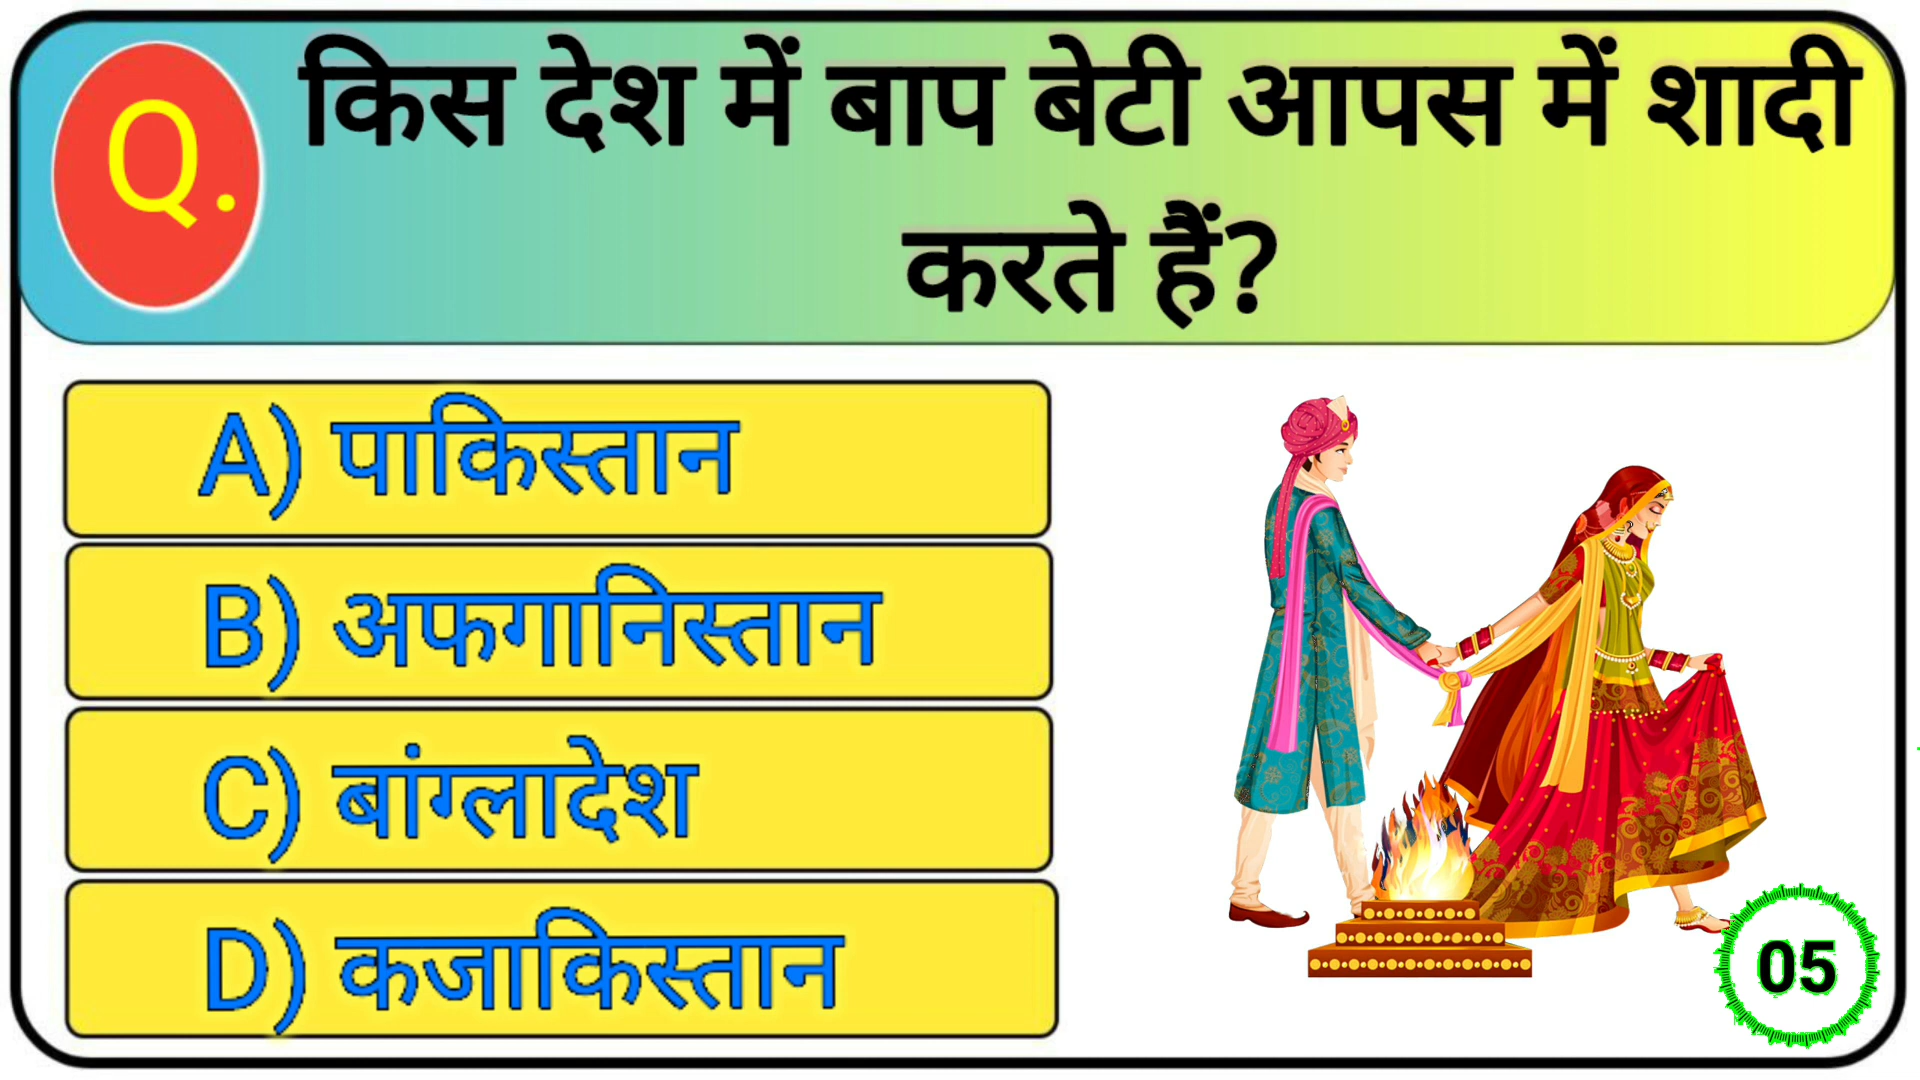 Q.
किस देश में बाप बेटी आपस में शादी
करते हैं?
A) पाकिस्तान
B) अफगानिस्तान
C) बांग्लादेश
D) कजाकिस्तान
05